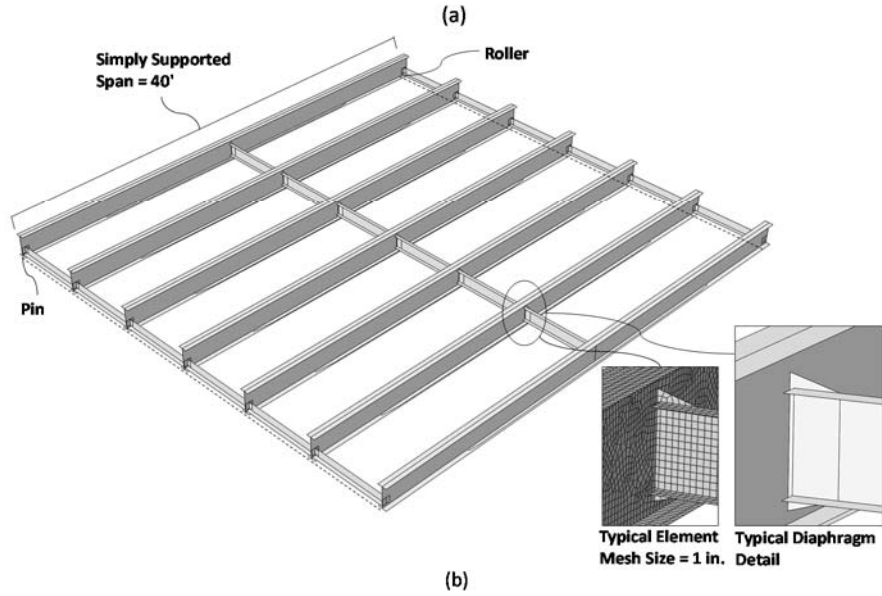 (a)
Simply Supported
Span = 40'
Roller
Pin
Typical Element
Mesh Size = 1 in.
Typical Diaphragm
Detail
(b)